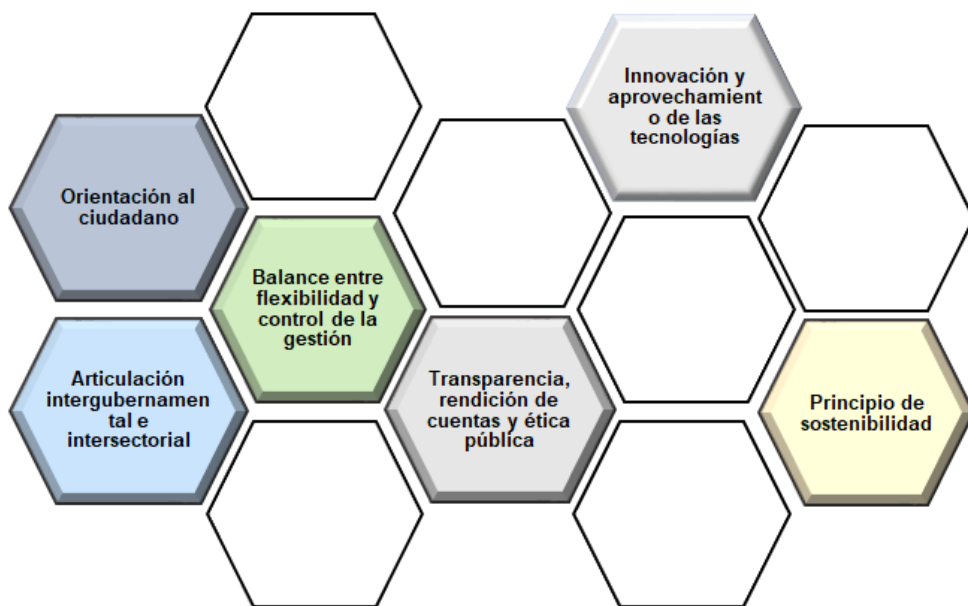 Innovación y
aprovechamient
o de las
tecnologías
Orientación al
ciudadano
Balance entre
flexibilidad y
control de la
gestión
Articulación
intergubernamen
tal e
intersectorial
Transparencia,
rendición de
cuentas y ética
pública
Principio de
sostenibilidad